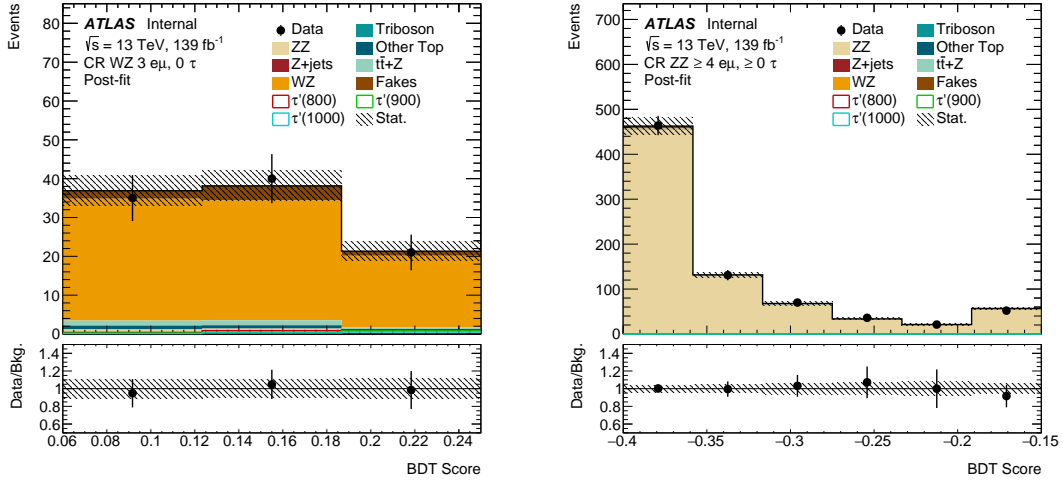 Events
80
70
60
50
40
30
20
10
0
ATLAS Internal
√s = 13 TeV, 139 fb⁻¹
CR WZ 3 eμ, 0 τ
Post-fit
Data
ZZ
Z+jets
WZ
τ'(800)
τ'(1000)
Triboson
Other Top
tt̄+Z
Fakes
τ'(900)
Stat.
Data/Bkg.
1.4
1.2
1
0.8
0.6
0.06 0.08 0.1 0.12 0.14 0.16 0.18 0.2 0.22 0.24
BDT Score
Events
700
600
500
400
300
200
100
0
ATLAS Internal
√s = 13 TeV, 139 fb⁻¹
CR ZZ ≥ 4 eμ, ≥ 0 τ
Post-fit
Data
ZZ
Z+jets
WZ
τ'(800)
τ'(1000)
Triboson
Other Top
tt̄+Z
Fakes
τ'(900)
Stat.
Data/Bkg.
1.4
1.2
1
0.8
0.6
−0.4 −0.35 −0.3 −0.25 −0.2 −0.15
BDT Score